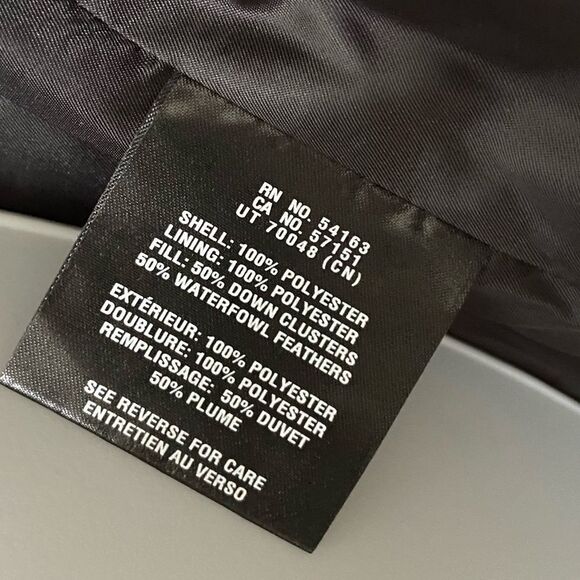 RN NO. 54163
CA NO. 57151
UT 70048 (CN)
SHELL: 100% POLYESTER
LINING: 100% POLYESTER
FILL: 50% DOWN CLUSTERS
50% WATERFOWL FEATHERS
EXTÉRIEUR: 100% POLYESTER
DOUBLURE: 100% POLYESTER
REMPLISSAGE: 50% DUVET
50% PLUME
SEE REVERSE FOR CARE
ENTRETIEN AU VERSO